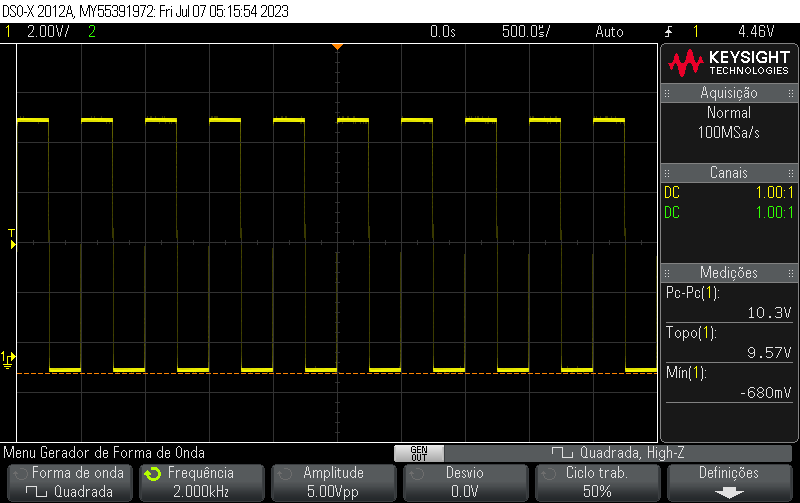 DSO-X 2012A, MY55391972: Fri Jul 07 05:15:54 2023
1 2.00V/ 2 0.0s 500.0us/ Auto 1 4.46V
KEYSIGHT
TECHNOLOGIES
Aquisição
Normal
100MSa/s
Canais
DC 1.00:1
DC 1.00:1
Medições
Pc-Pc(1):
10.3V
Topo(1):
9.57V
Mín(1):
-680mV
T
1
Menu Gerador de Forma de Onda
GEN
OUT
Quadrada, High-Z
Forma de onda
Quadrada
Frequência
2.000kHz
Amplitude
5.00Vpp
Desvio
0.0V
Ciclo trab.
50%
Definições